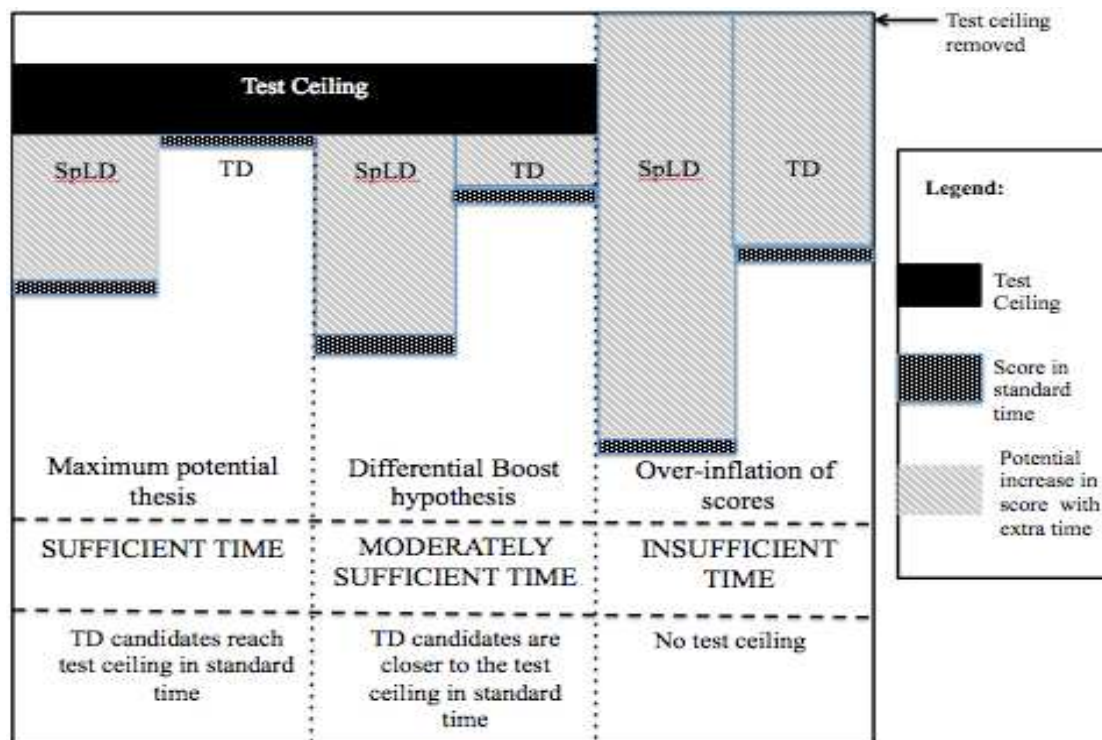 Test ceiling
removed
Test Ceiling
SpLD
TD
SpLD
TD
SpLD
TD
Legend:
Test
Ceiling
Score in
standard
time
Potential
increase in
score with
extra time
Maximum potential
thesis
Differential Boost
hypothesis
Over-inflation of
scores
SUFFICIENT TIME
MODERATELY
SUFFICIENT TIME
INSUFFICIENT
TIME
TD candidates reach
test ceiling in standard
time
TD candidates are
closer to the test
ceiling in standard
time
No test ceiling